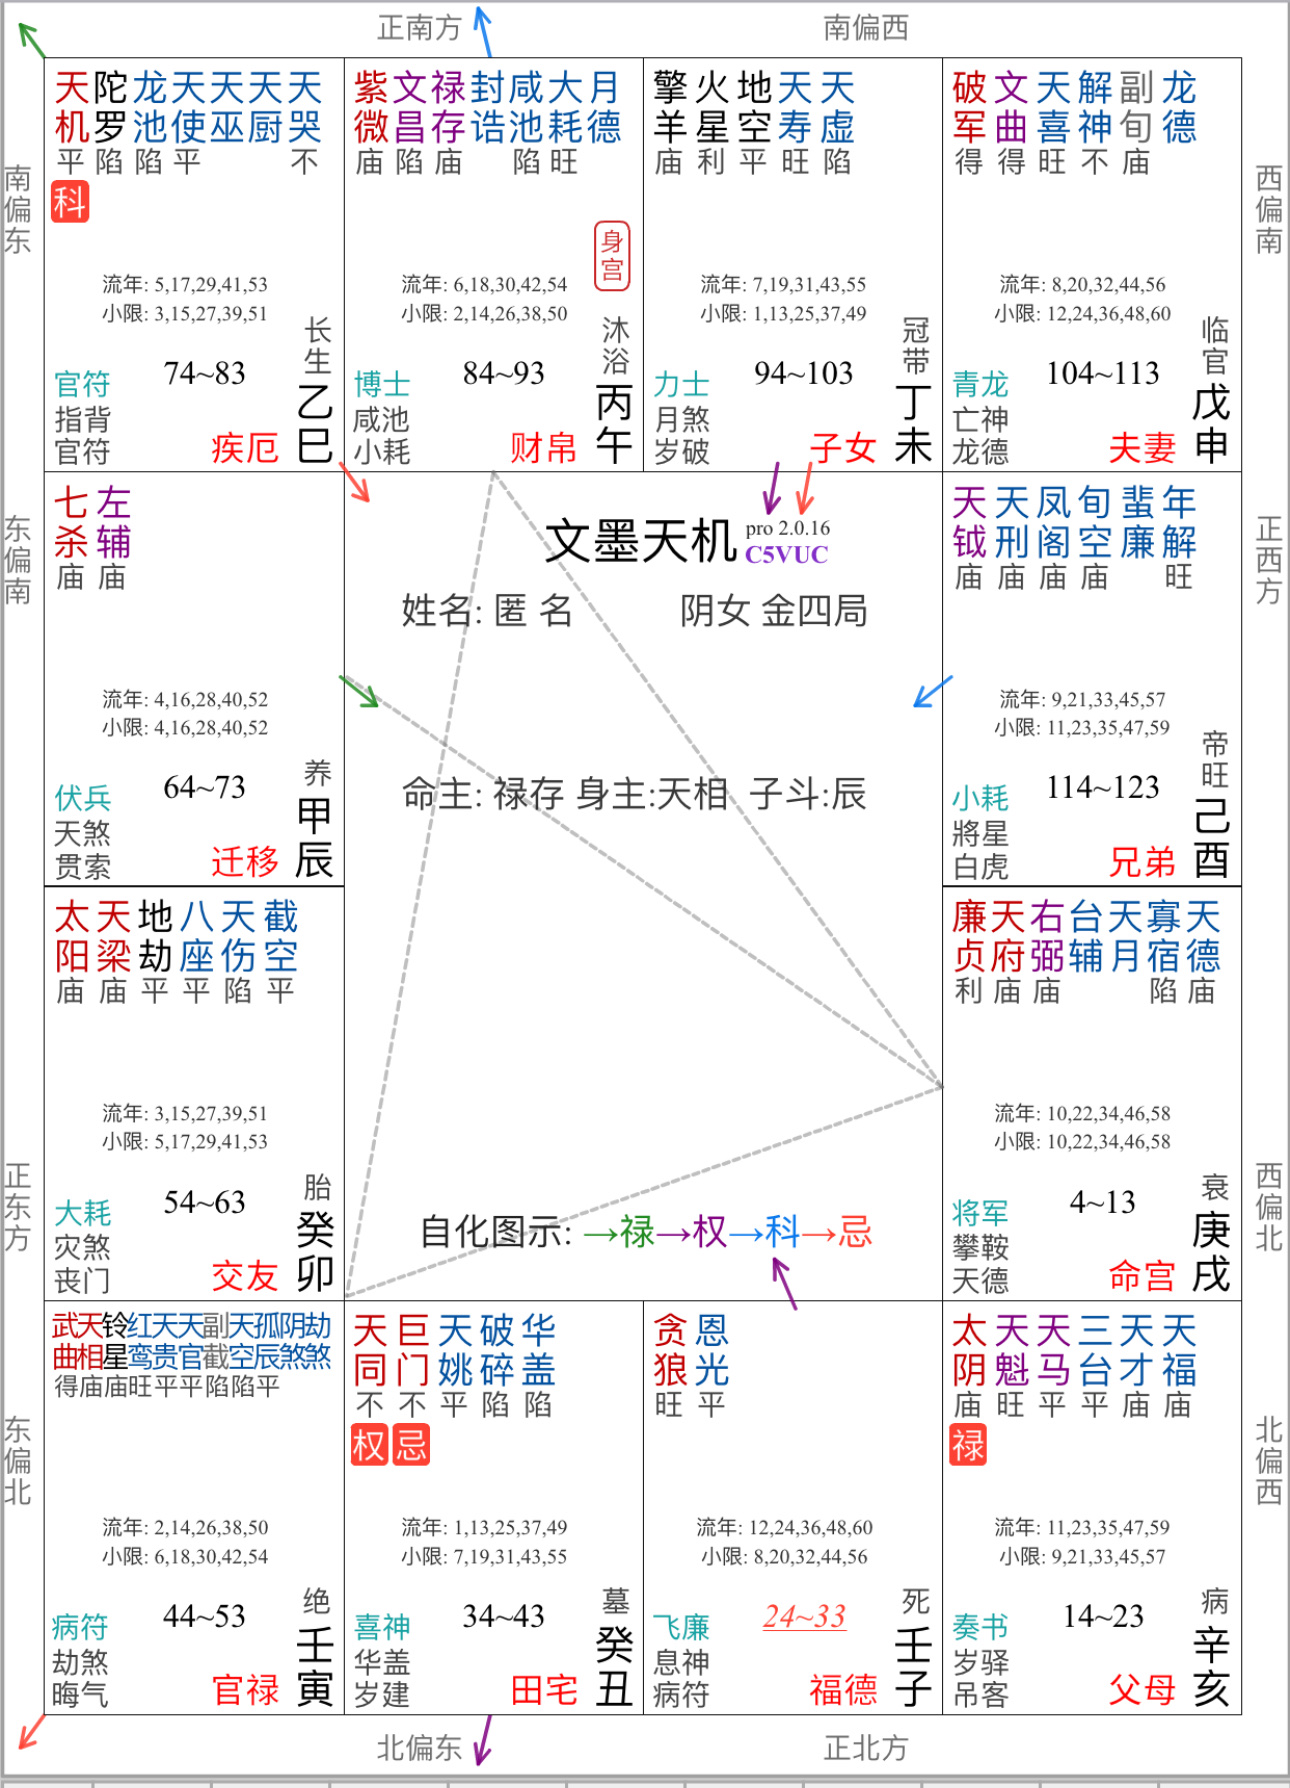 正南方 南偏西
天机 陀罗 龙池 天使 天巫 天厨 天哭
平 陷 陷 平 不
科
流年: 5,17,29,41,53
小限: 3,15,27,39,51
长生
官符 74~83
指背
官符 疾厄 乙巳
紫微 文昌 禄存 封诰 咸池 大耗 月德
庙 陷 庙 陷 旺
身宫
流年: 6,18,30,42,54
小限: 2,14,26,38,50
沐浴
博士 84~93
咸池
小耗 财帛 丙午
擎羊 火星 地空 天寿 天虚
庙 利 平 旺 陷
流年: 7,19,31,43,55
小限: 1,13,25,37,49
冠带
力士 94~103
月煞
岁破 子女 丁未
破军 文曲 天喜 解神 副旬 龙德
得 得 旺 不 庙
流年: 8,20,32,44,56
小限: 12,24,36,48,60
临官
青龙 104~113
亡神
龙德 夫妻 戊申
南偏东
西偏南
七杀 左辅
庙 庙
流年: 4,16,28,40,52
小限: 4,16,28,40,52
养
伏兵 64~73
天煞
贯索 迁移 甲辰
东偏南
文墨天机 pro 2.0.16
C5VUC
姓名: 匿 名 阴女 金四局
命主: 禄存 身主:天相 子斗:辰
自化图示: →禄→权→科→忌
天钺 天刑 凤阁 旬空 蜚廉 年解
庙 庙 庙 庙 旺
流年: 9,21,33,45,57
小限: 11,23,35,47,59
帝旺
小耗 114~123
將星
白虎 兄弟 己酉
正西方
太阳 天梁 地劫 八座 天伤 截空
庙 庙 平 平 陷 平
流年: 3,15,27,39,51
小限: 5,17,29,41,53
胎
大耗 54~63
灾煞
丧门 交友 癸卯
正东方
廉贞 天府 右弼 台辅 天月 寡宿 天德
利 庙 庙 陷 庙
流年: 10,22,34,46,58
小限: 10,22,34,46,58
衰
将军 4~13
攀鞍
天德 命宫 庚戌
西偏北
武曲 天相 铃星 红鸾 天贵 天官 副截 天空 孤辰 阴煞 劫煞
得 庙 庙 旺 平 平 陷 陷 平
流年: 2,14,26,38,50
小限: 6,18,30,42,54
绝
病符 44~53
劫煞
晦气 官禄 壬寅
东偏北
天同 巨门 天姚 破碎 华盖
不 不 平 陷 陷
权 忌
流年: 1,13,25,37,49
小限: 7,19,31,43,55
墓
喜神 34~43
华盖
岁建 田宅 癸丑
贪狼 恩光
旺 平
流年: 12,24,36,48,60
小限: 8,20,32,44,56
死
飞廉 24~33
息神
病符 福德 壬子
太阴 天魁 天马 三台 天才 天福
庙 旺 平 平 庙 庙
禄
流年: 11,23,35,47,59
小限: 9,21,33,45,57
病
奏书 14~23
岁驿
吊客 父母 辛亥
北偏西
北偏东 正北方